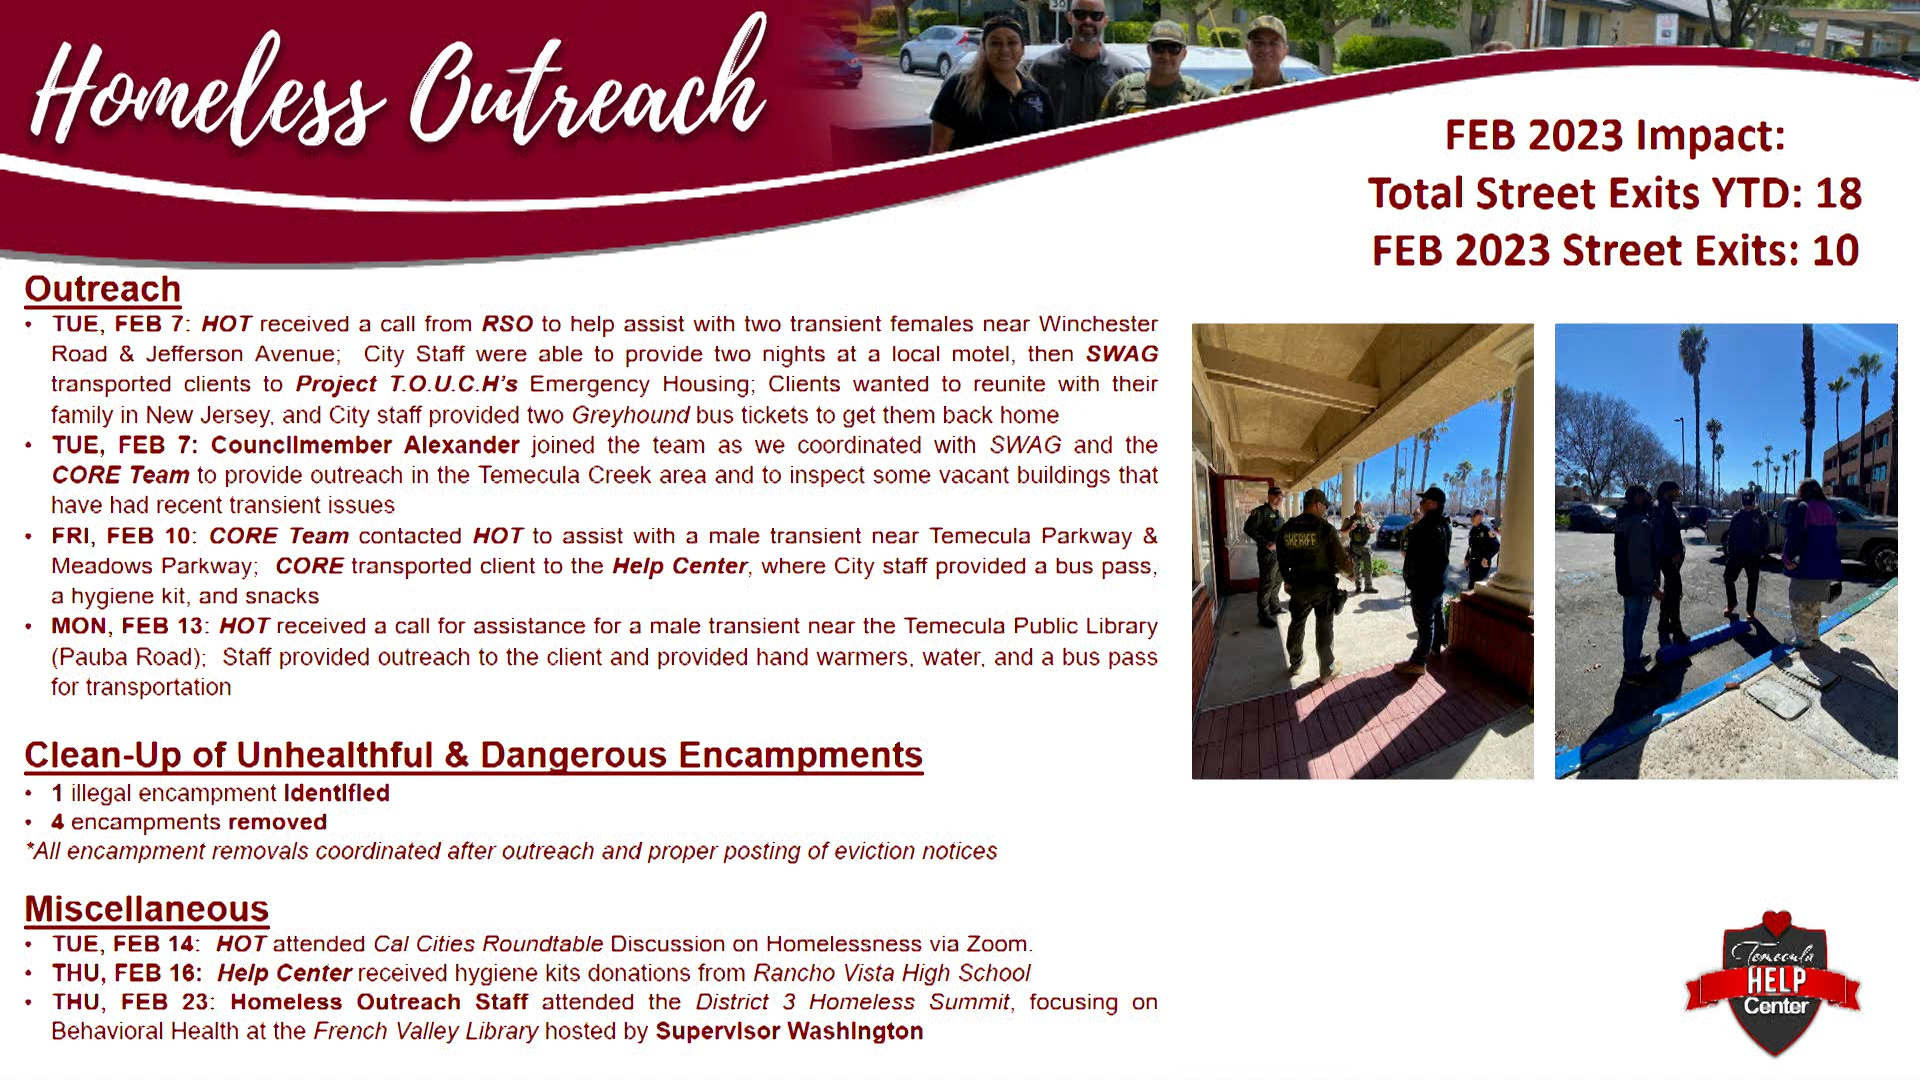 Homeless Outreach
FEB 2023 Impact:
Total Street Exits YTD: 18
FEB 2023 Street Exits: 10
Outreach
• TUE, FEB 7: HOT received a call from RSO to help assist with two transient females near Winchester
Road & Jefferson Avenue; City Staff were able to provide two nights at a local motel, then SWAG
transported clients to Project T.O.U.C.H's Emergency Housing; Clients wanted to reunite with their
family in New Jersey, and City staff provided two Greyhound bus tickets to get them back home
• TUE, FEB 7: Councilmember Alexander joined the team as we coordinated with SWAG and the
CORE Team to provide outreach in the Temecula Creek area and to inspect some vacant buildings that
have had recent transient issues
• FRI, FEB 10: CORE Team contacted HOT to assist with a male transient near Temecula Parkway &
Meadows Parkway; CORE transported client to the Help Center, where City staff provided a bus pass,
a hygiene kit, and snacks
• MON, FEB 13: HOT received a call for assistance for a male transient near the Temecula Public Library
(Pauba Road); Staff provided outreach to the client and provided hand warmers, water, and a bus pass
for transportation
SHERIFF
Clean-Up of Unhealthful & Dangerous Encampments
• 1 illegal encampment identified
• 4 encampments removed
*All encampment removals coordinated after outreach and proper posting of eviction notices
Miscellaneous
• TUE, FEB 14: HOT attended Cal Cities Roundtable Discussion on Homelessness via Zoom.
• THU, FEB 16: Help Center received hygiene kits donations from Rancho Vista High School
• THU, FEB 23: Homeless Outreach Staff attended the District 3 Homeless Summit, focusing on
Behavioral Health at the French Valley Library hosted by Supervisor Washington
Temecula
HELP
Center